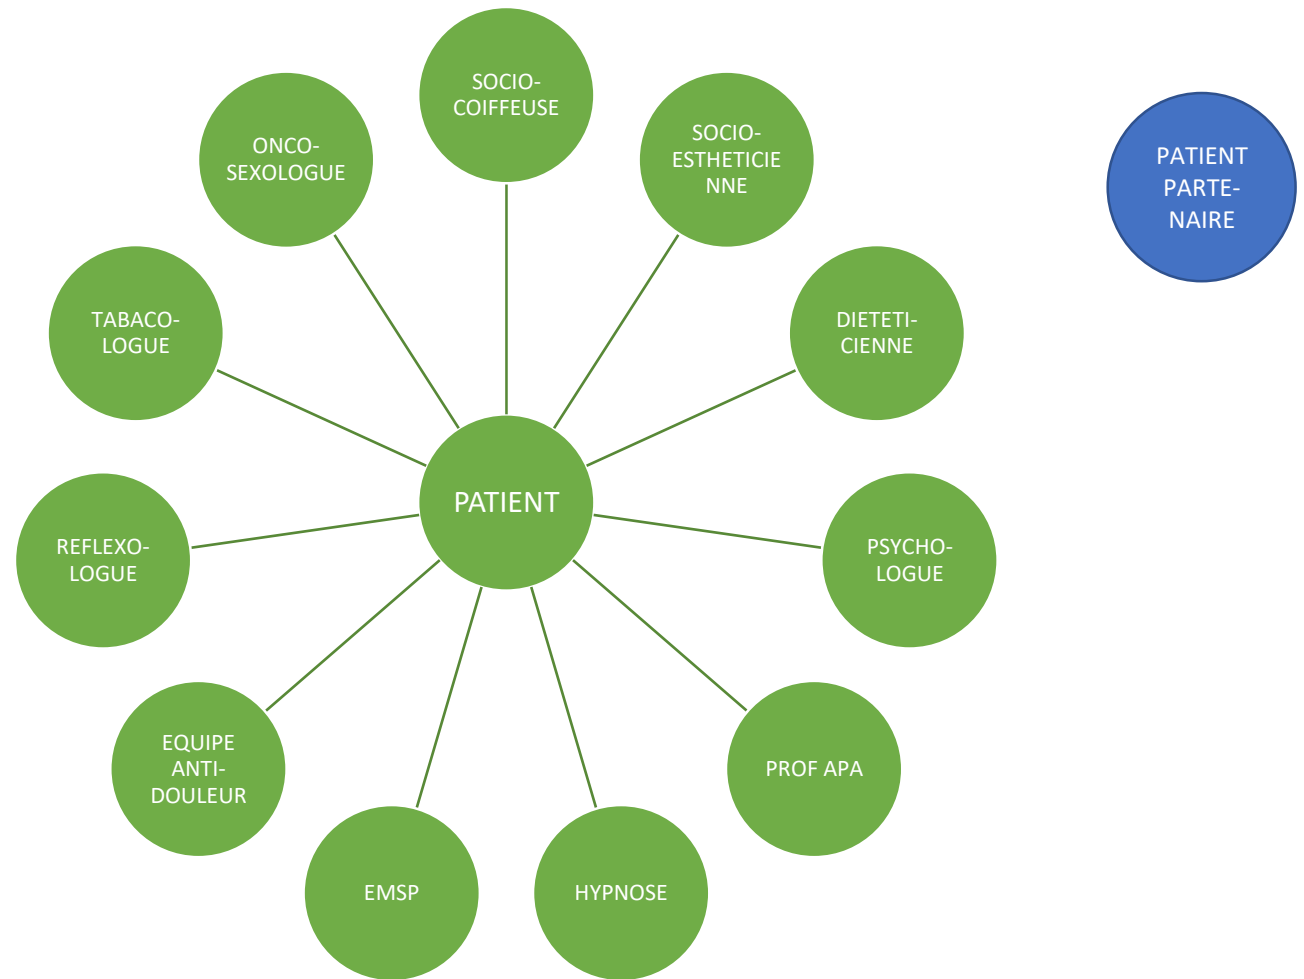 SOCIO-
COIFFEUSE
SOCIO-
ESTHETICIE
NNE
DIETETI-
CIENNE
PSYCHO-
LOGUE
PROF APA
HYPNOSE
EMSP
EQUIPE
ANTI-
DOULEUR
REFLEXO-
LOGUE
TABACO-
LOGUE
ONCO-
SEXOLOGUE
PATIENT
PATIENT
PARTE-
NAIRE